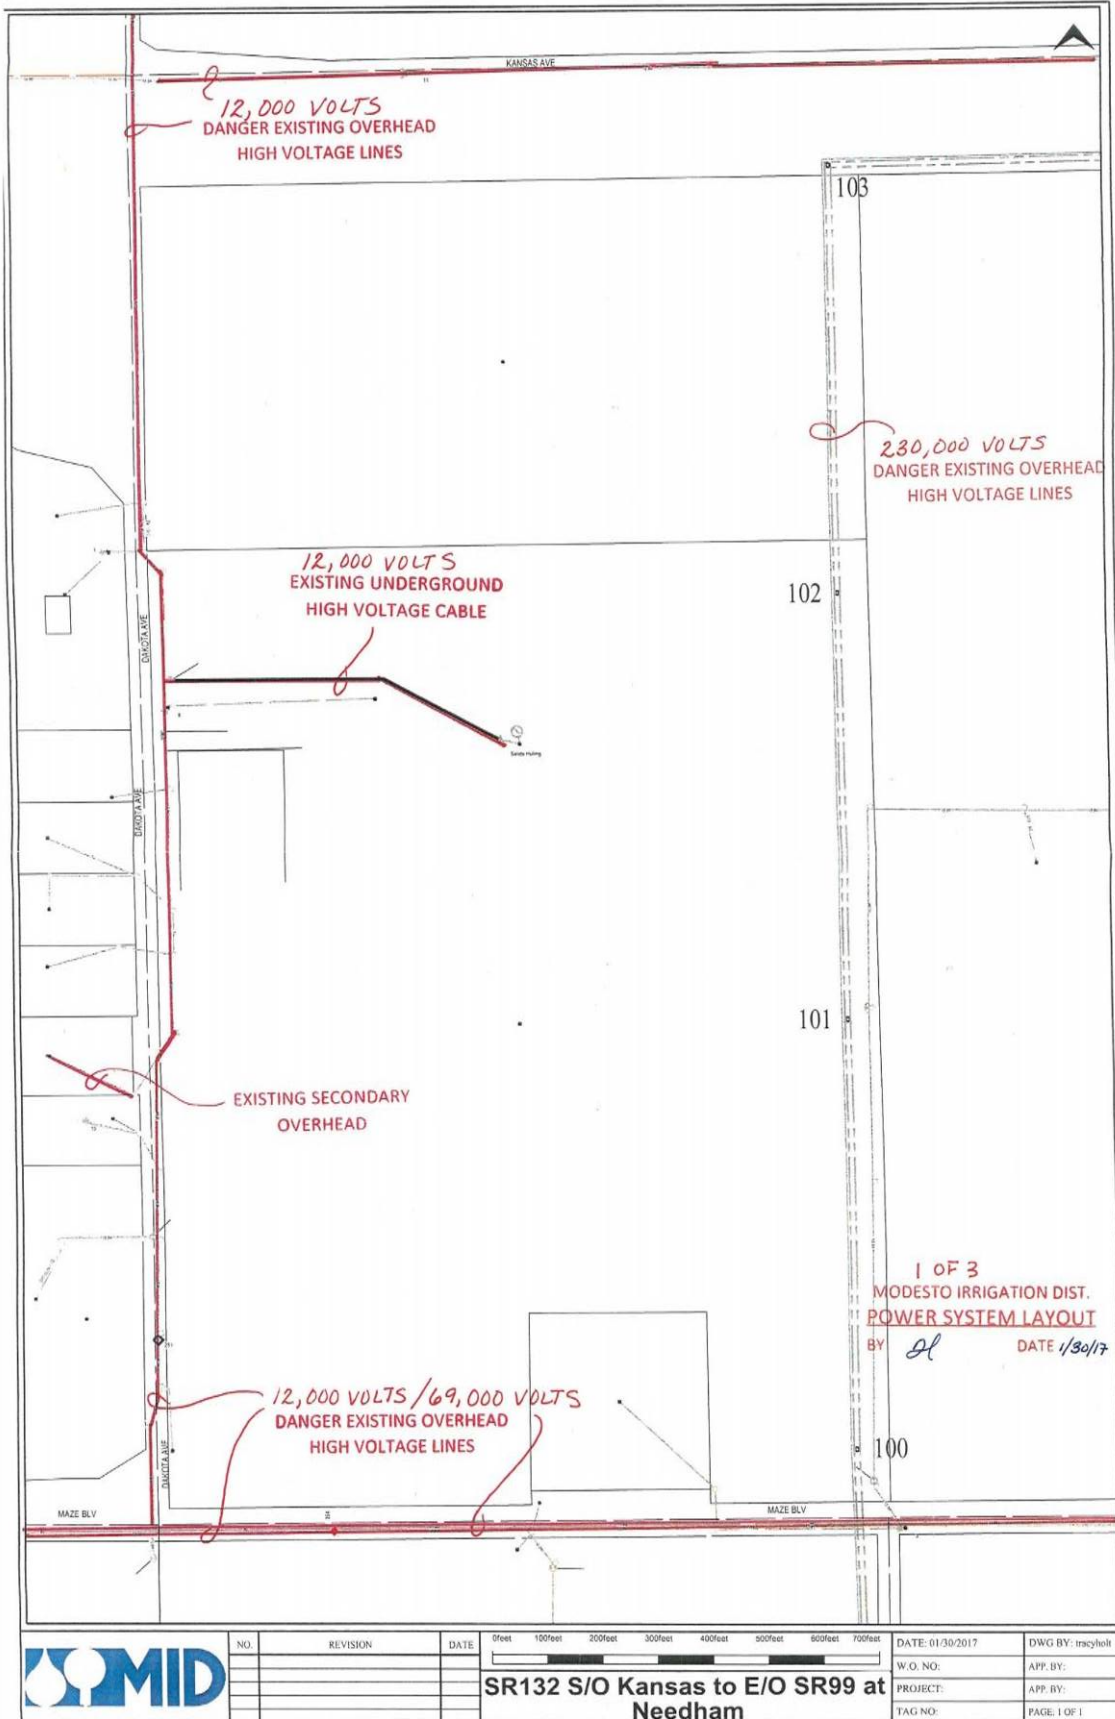 KANSAS AVE
12,000 VOLTS
DANGER EXISTING OVERHEAD
HIGH VOLTAGE LINES
103
230,000 VOLTS
DANGER EXISTING OVERHEAD
HIGH VOLTAGE LINES
12,000 VOLTS
EXISTING UNDERGROUND
HIGH VOLTAGE CABLE
102
DAKOTA AVE
DAKOTA AVE
101
EXISTING SECONDARY
OVERHEAD
1 OF 3
MODESTO IRRIGATION DIST.
POWER SYSTEM LAYOUT
BY DATE 1/30/17
12,000 VOLTS/69,000 VOLTS
DANGER EXISTING OVERHEAD
HIGH VOLTAGE LINES
100
DAKOTA AVE
MAZE BLV
MAZE BLV
MID
NO. REVISION DATE
0feet 100feet 200feet 300feet 400feet 500feet 600feet 700feet
SR132 S/O Kansas to E/O SR99 at
Needham
DATE: 01/30/2017 DWG BY: tracyholt
W.O. NO: APP. BY:
PROJECT: APP. BY:
TAG NO: PAGE: 1 OF 1